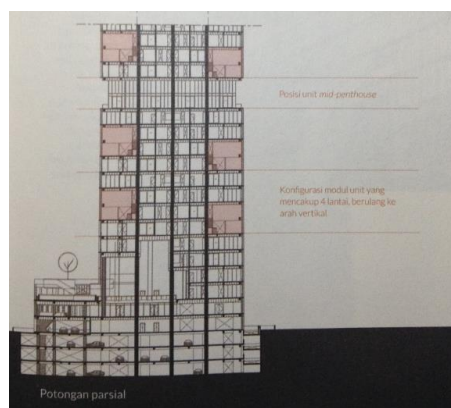 Posisi unit mid-penthouse
Konfigurasi modul unit yang
mencakup 4 lantai, berulang ke
arah vertikal
Potongan parsial